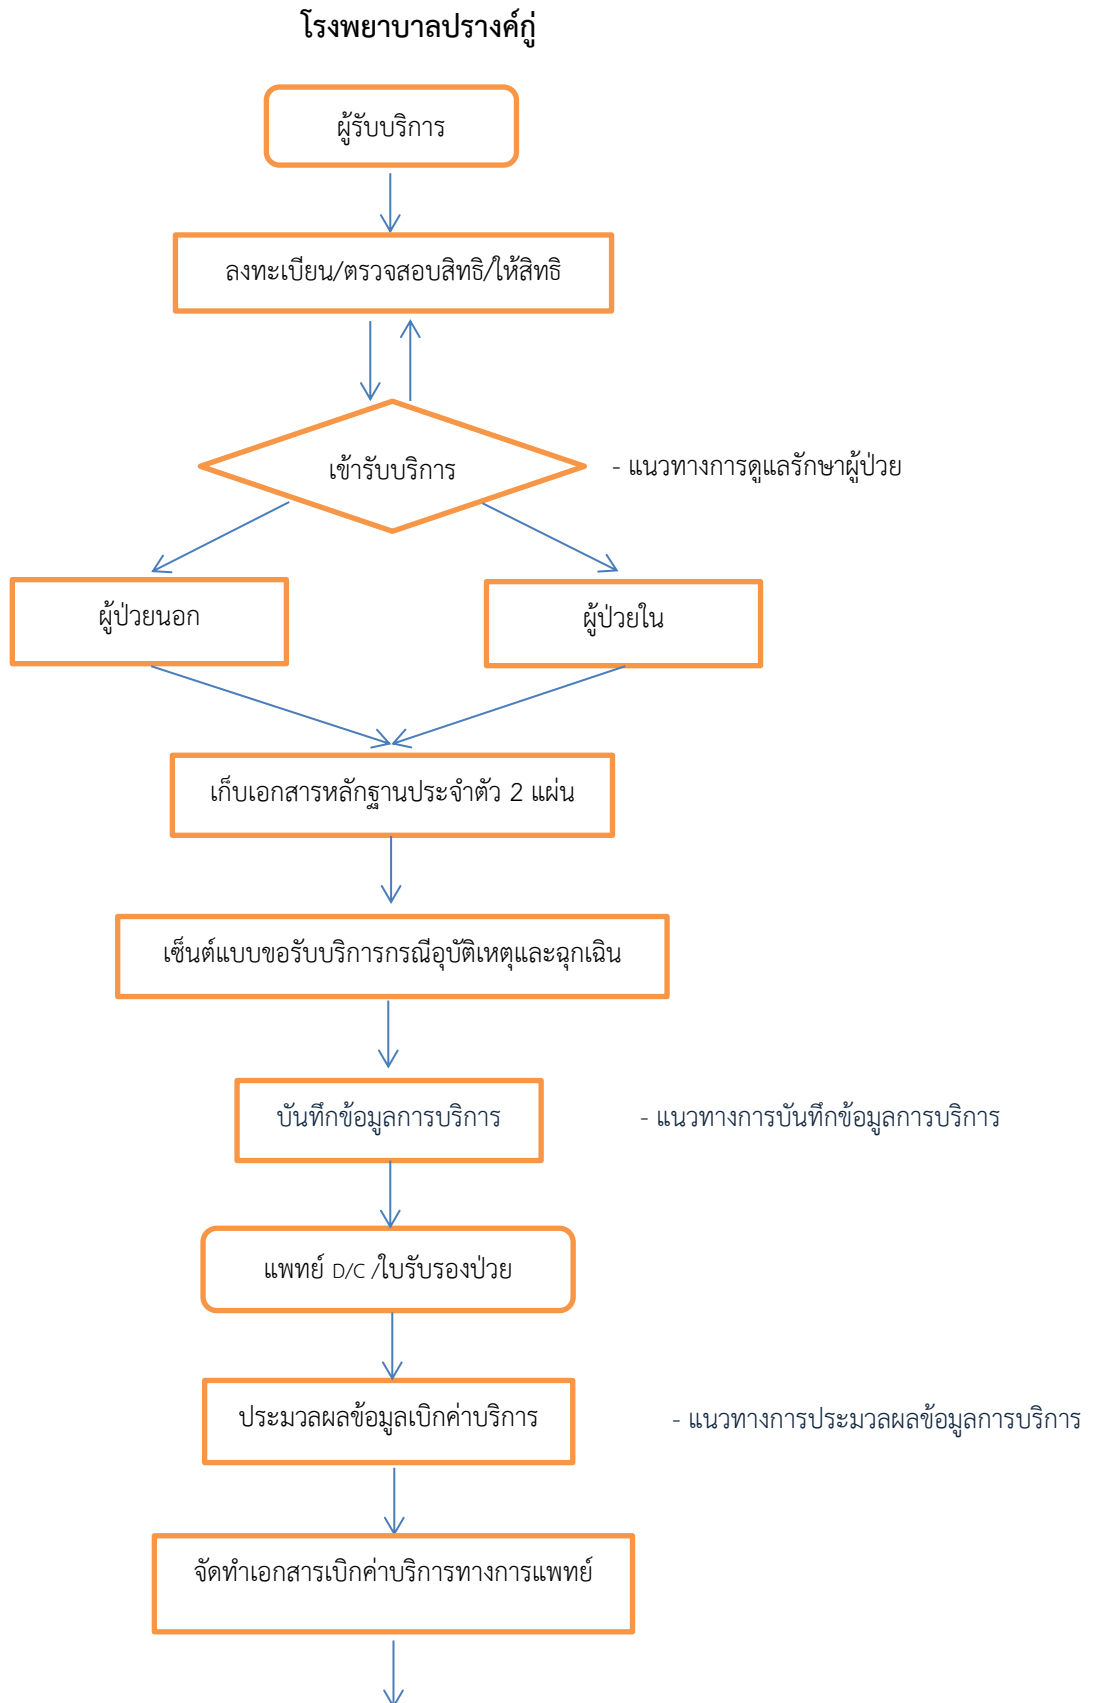 โรงพยาบาลปรางค์กู่
ผู้รับบริการ
ลงทะเบียน/ตรวจสอบสิทธิ/ให้สิทธิ
เข้ารับบริการ
- แนวทางการดูแลรักษาผู้ป่วย
ผู้ป่วยนอก
ผู้ป่วยใน
เก็บเอกสารหลักฐานประจำตัว 2 แผ่น
เซ็นต์แบบขอรับบริการกรณีอุบัติเหตุและฉุกเฉิน
บันทึกข้อมูลการบริการ
- แนวทางการบันทึกข้อมูลการบริการ
แพทย์ D/C /ใบรับรองป่วย
ประมวลผลข้อมูลเบิกค่าบริการ
- แนวทางการประมวลผลข้อมูลการบริการ
จัดทำเอกสารเบิกค่าบริการทางการแพทย์